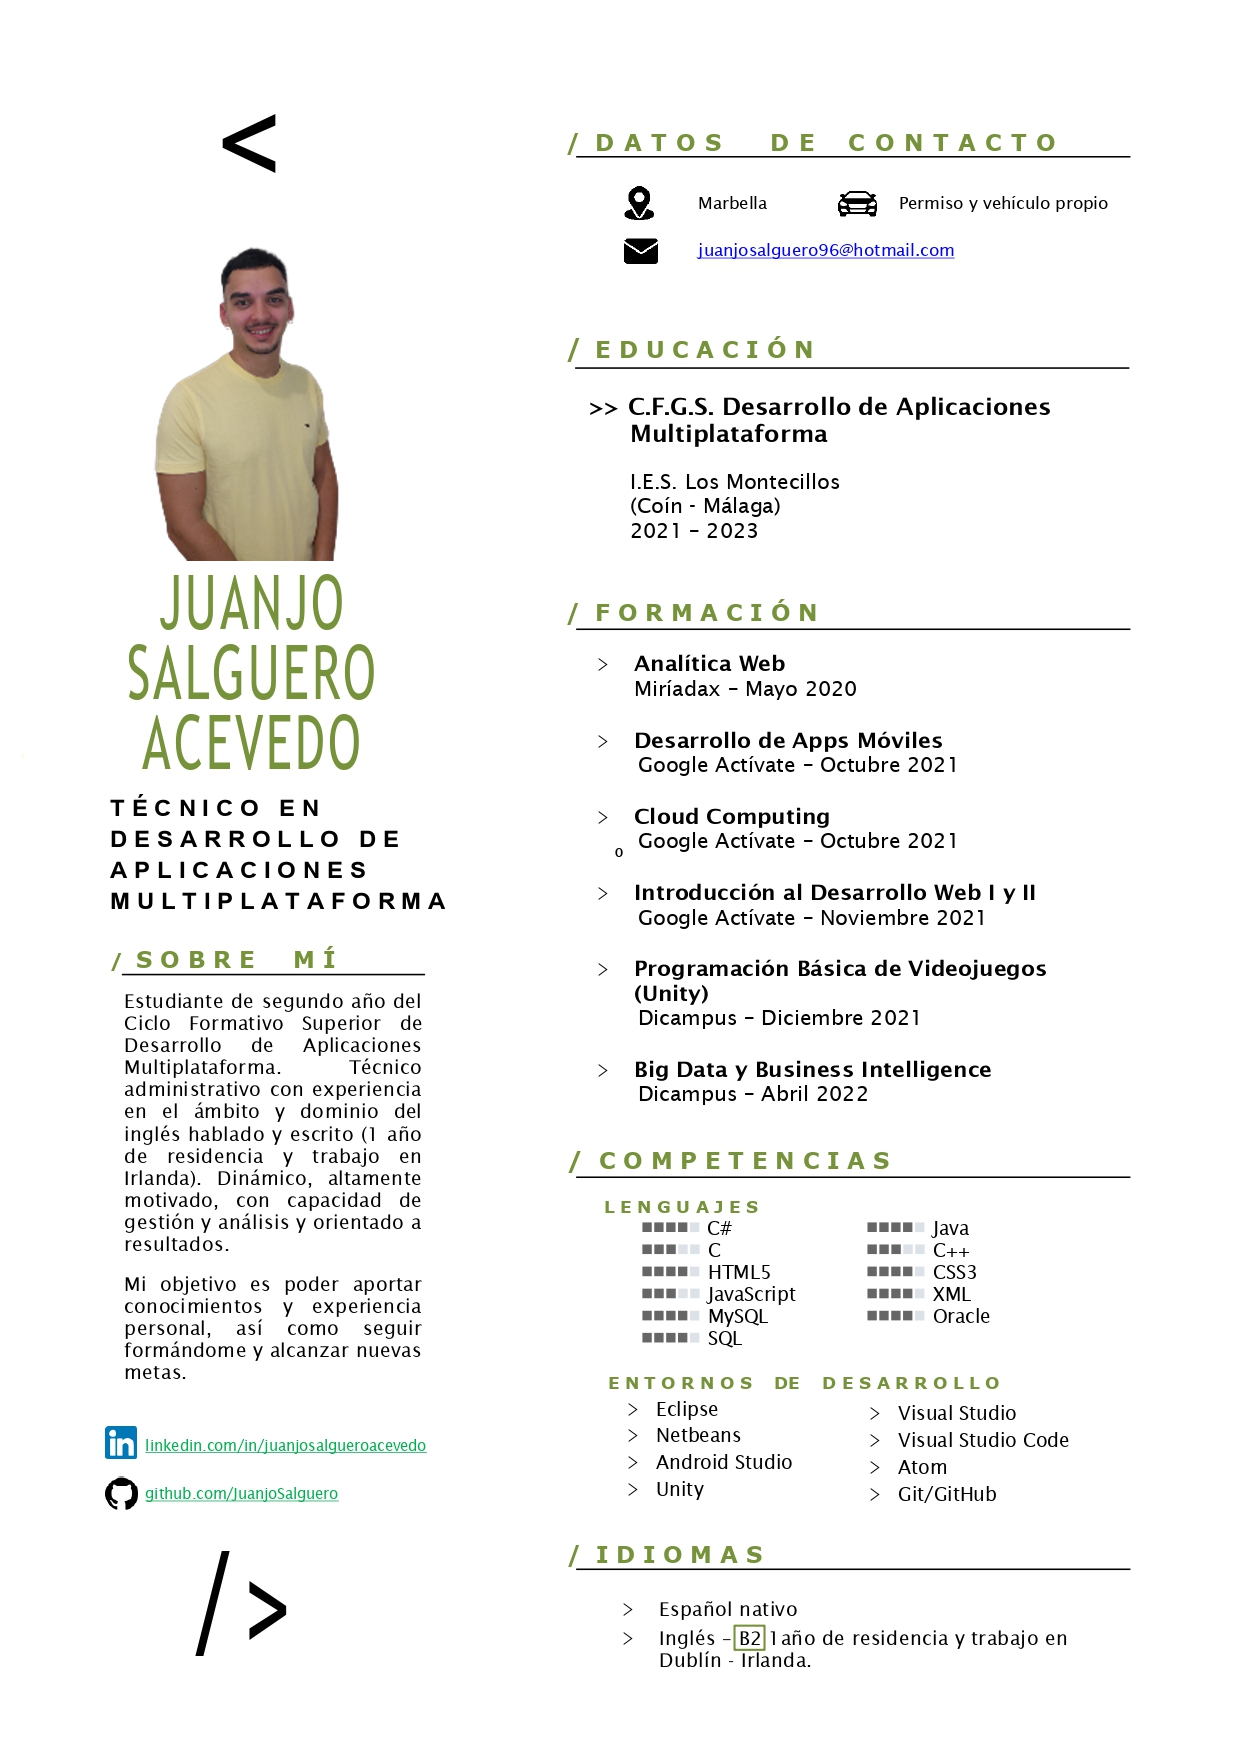 <
JUANJO
SALGUERO
ACEVEDO
TÉCNICO EN
DESARROLLO DE
APLICACIONES
MULTIPLATAFORMA
/ SOBRE MÍ
Estudiante de segundo año del
Ciclo Formativo Superior de
Desarrollo de Aplicaciones
Multiplataforma. Técnico
administrativo con experiencia
en el ámbito y dominio del
inglés hablado y escrito (1 año
de residencia y trabajo en
Irlanda). Dinámico, altamente
motivado, con capacidad de
gestión y análisis y orientado a
resultados.
Mi objetivo es poder aportar
conocimientos y experiencia
personal, así como seguir
formándome y alcanzar nuevas
metas.
in linkedin.com/in/juanjosalgueroacevedo
github.com/JuanjoSalguero
/>
/ DATOS DE CONTACTO
Marbella Permiso y vehículo propio
juanjosalguero96@hotmail.com
/ EDUCACIÓN
>> C.F.G.S. Desarrollo de Aplicaciones
Multiplataforma
I.E.S. Los Montecillos
(Coín - Málaga)
2021 – 2023
/ FORMACIÓN
> Analítica Web
Miríadax – Mayo 2020
> Desarrollo de Apps Móviles
Google Actívate – Octubre 2021
> Cloud Computing
o Google Actívate – Octubre 2021
> Introducción al Desarrollo Web I y II
Google Actívate – Noviembre 2021
> Programación Básica de Videojuegos
(Unity)
Dicampus – Diciembre 2021
> Big Data y Business Intelligence
Dicampus – Abril 2022
/ COMPETENCIAS
LENGUAJES
C# Java
C C++
HTML5 CSS3
JavaScript XML
MySQL Oracle
SQL
ENTORNOS DE DESARROLLO
> Eclipse > Visual Studio
> Netbeans > Visual Studio Code
> Android Studio > Atom
> Unity > Git/GitHub
/ IDIOMAS
> Español nativo
> Inglés – B2 1año de residencia y trabajo en
Dublín - Irlanda.